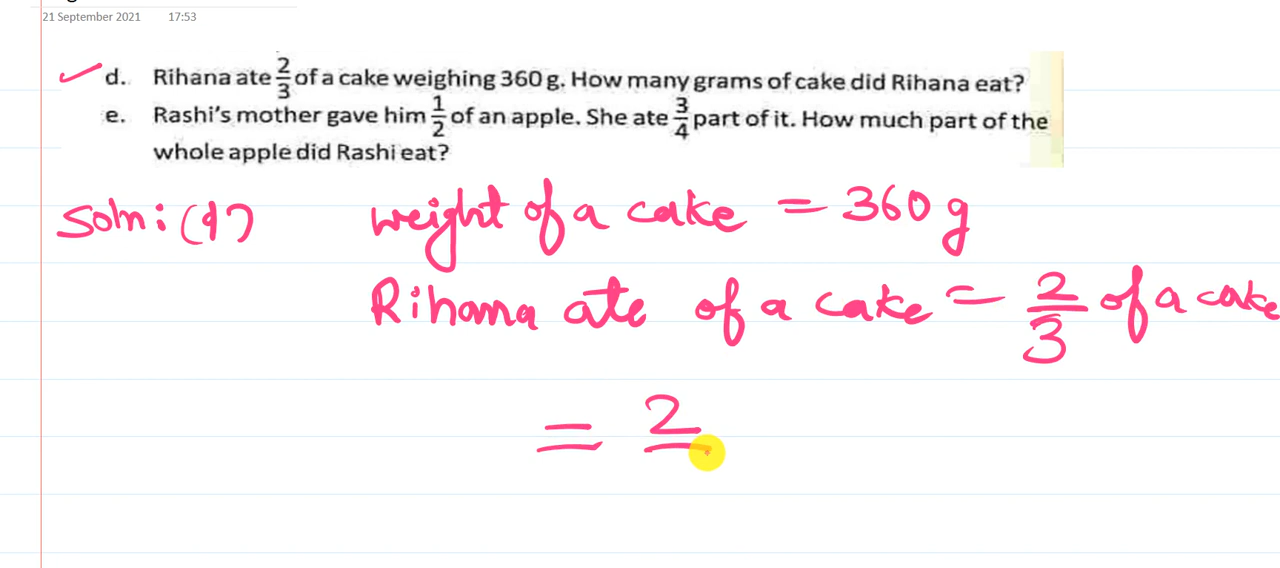 21 September 2021 17:53
d. Rihana ate 2/3 of a cake weighing 360 g. How many grams of cake did Rihana eat?
e. Rashi's mother gave him 1/2 of an apple. She ate 3/4 part of it. How much part of the
whole apple did Rashi eat?
Soln: (d) weight of a cake = 360 g
Rihana ate of a cake = 2/3 of a cake
= 2